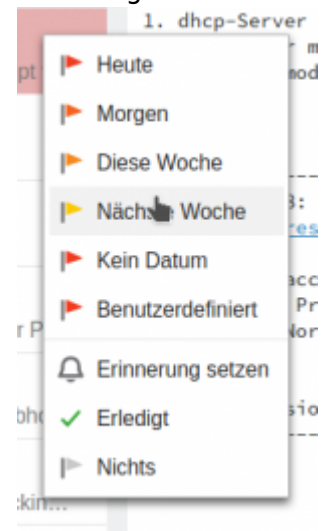 1. dhcp-Server
Heute
Morgen
Diese Woche
Nächste Woche
Kein Datum
Benutzerdefiniert
Erinnerung setzen
Erledigt
Nichts